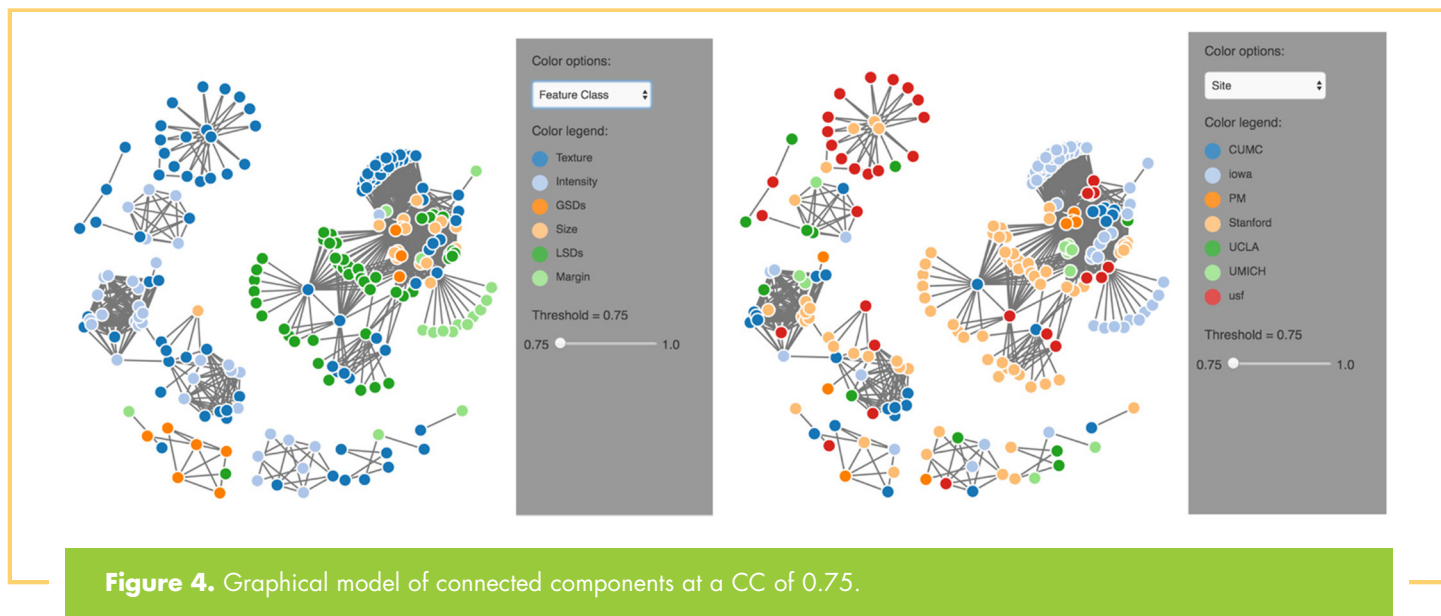 Color options:
Feature Class
Color legend:
Texture
Intensity
GSDs
Size
LSDs
Margin
Threshold = 0.75
0.75 1.0
Color options:
Site
Color legend:
CUMC
iowa
PM
Stanford
UCLA
UMICH
usf
Threshold = 0.75
0.75 1.0
Figure 4. Graphical model of connected components at a CC of 0.75.